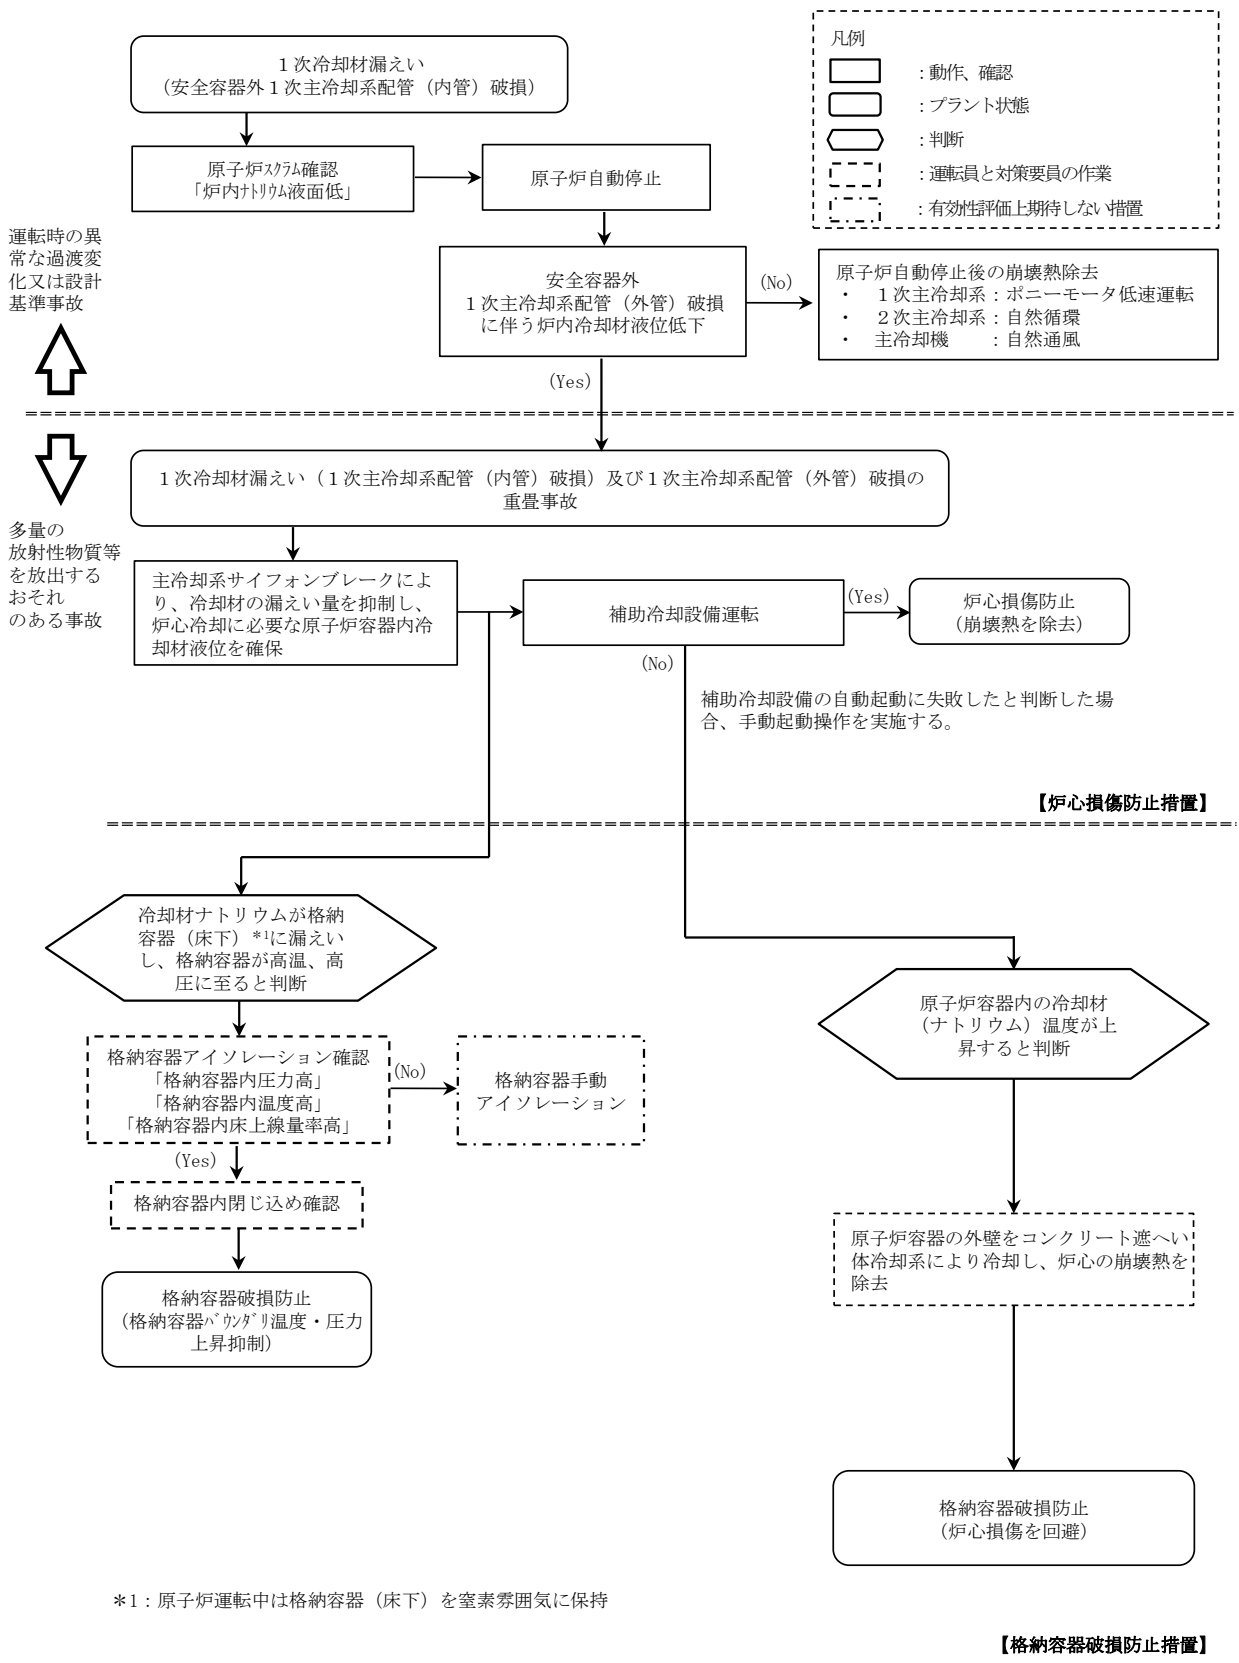 凡例
：動作、確認
：プラント状態
：判断
：運転員と対策要員の作業
：有効性評価上期待しない措置
１次冷却材漏えい
（安全容器外１次主冷却系配管（内管）破損）
原子炉ｽｸﾗﾑ確認
「炉内ﾅﾄﾘｳﾑ液面低」
原子炉自動停止
運転時の異
常な過渡変
化又は設計
基準事故
安全容器外
１次主冷却系配管（外管）破損
に伴う炉内冷却材液位低下
(No)
原子炉自動停止後の崩壊熱除去
・　１次主冷却系：ポニーモータ低速運転
・　２次主冷却系：自然循環
・　主冷却機　　：自然通風
(Yes)
１次冷却材漏えい（１次主冷却系配管（内管）破損）及び１次主冷却系配管（外管）破損の
重畳事故
多量の
放射性物質等
を放出する
おそれ
のある事故
主冷却系サイフォンブレークによ
り、冷却材の漏えい量を抑制し、
炉心冷却に必要な原子炉容器内冷
却材液位を確保
補助冷却設備運転
(Yes)
炉心損傷防止
（崩壊熱を除去）
(No)
補助冷却設備の自動起動に失敗したと判断した場
合、手動起動操作を実施する。
【炉心損傷防止措置】
冷却材ナトリウムが格納
容器（床下）*1に漏えい
し、格納容器が高温、高
圧に至ると判断
原子炉容器内の冷却材
（ナトリウム）温度が上
昇すると判断
格納容器アイソレーション確認
「格納容器内圧力高」
「格納容器内温度高」
「格納容器内床上線量率高」
(No)
格納容器手動
アイソレーション
(Yes)
格納容器内閉じ込め確認
原子炉容器の外壁をコンクリート遮へい
体冷却系により冷却し、炉心の崩壊熱を
除去
格納容器破損防止
（格納容器ﾊﾞｳﾝﾀﾞﾘ温度・圧力
上昇抑制）
格納容器破損防止
（炉心損傷を回避）
＊1：原子炉運転中は格納容器（床下）を窒素雰囲気に保持
【格納容器破損防止措置】